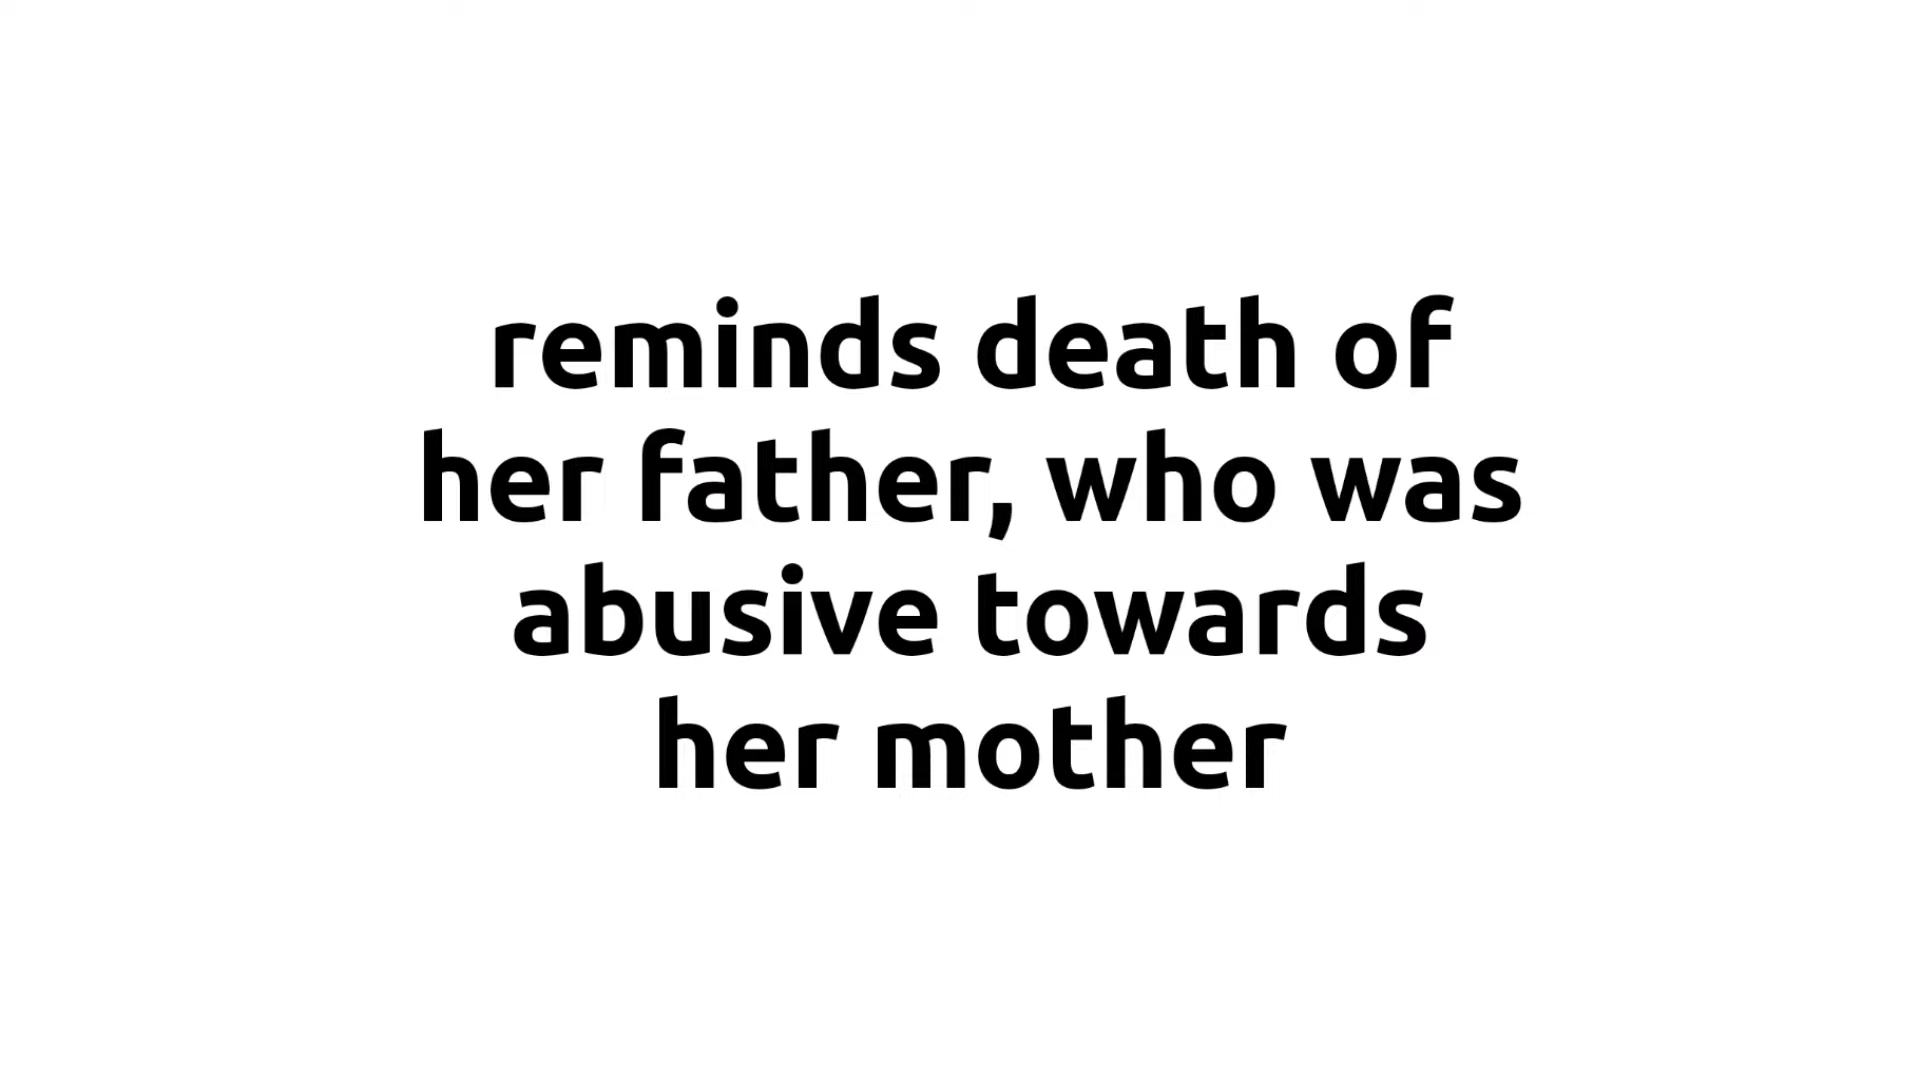 reminds death of
her father, who was
abusive towards
her mother